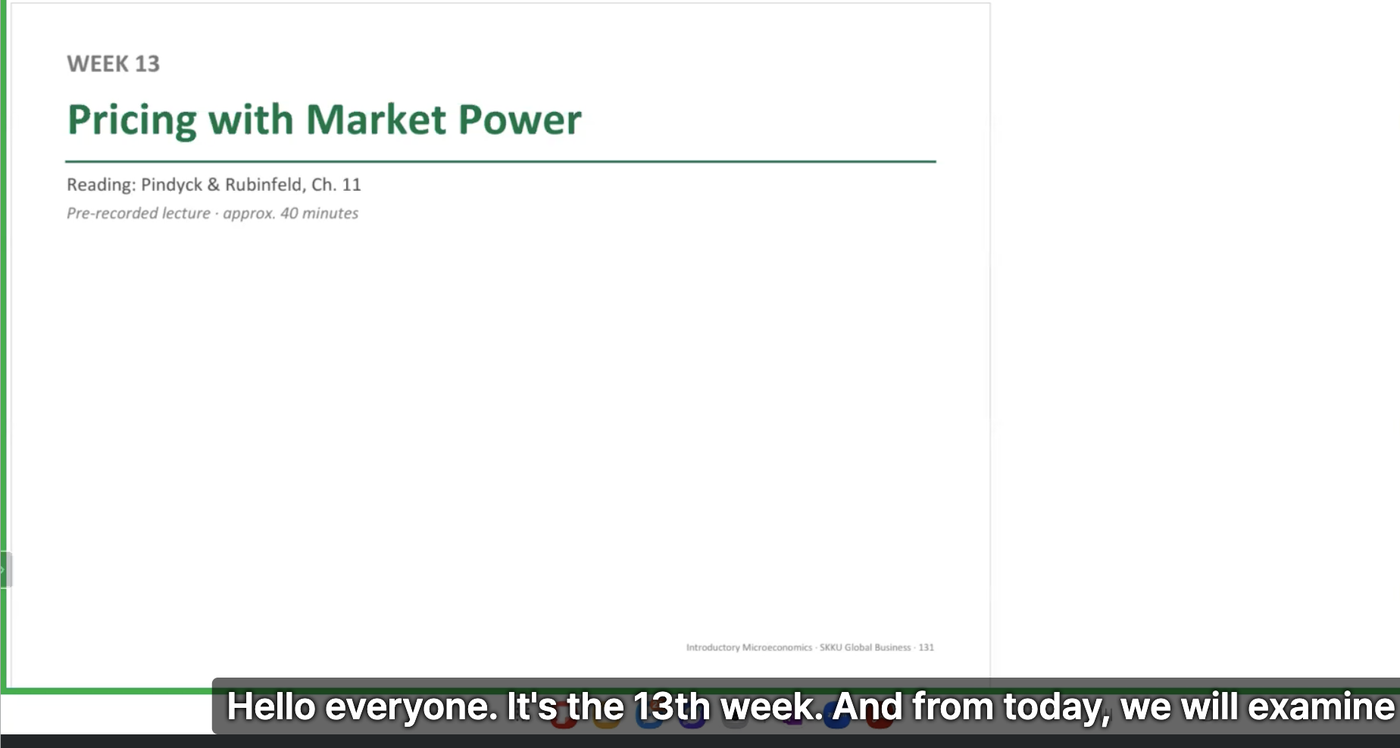 WEEK 13
Pricing with Market Power
Reading: Pindyck & Rubinfeld, Ch. 11
Pre-recorded lecture · approx. 40 minutes
Introductory Microeconomics · SKKU Global Business · 131
Hello everyone. It's the 13th week. And from today, we will examine